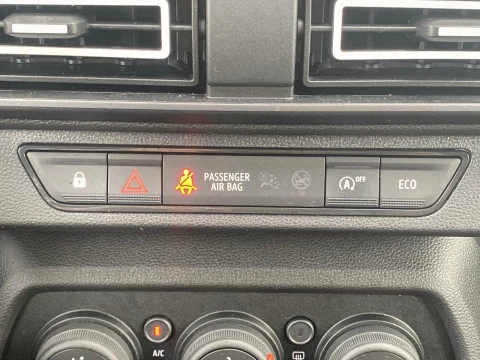 PASSENGER
AIR BAG
OFF
ECO
A/C